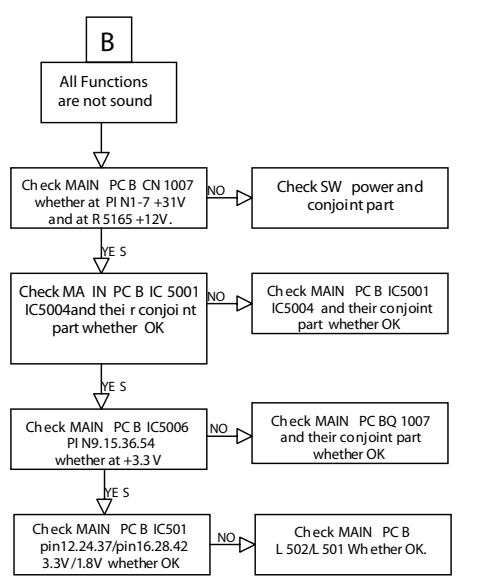 B
All Functions
are not sound
Check MAIN PCB CN1007
whether at PIN1-7 +31V
and at R5165 +12V.
NO
Check SW power and
conjoint part
YES
Check MAIN PCB IC 5001
IC5004and their conjoint
part whether OK
NO
Check MAIN PCB IC5001
IC5004 and their conjoint
part whether OK
YES
Check MAIN PCB IC5006
PIN9.15.36.54
whether at +3.3V
NO
Check MAIN PCBQ1007
and their conjoint part
whether OK
YES
Check MAIN PCB IC501
pin12.24.37/pin16.28.42
3.3V/1.8V whether OK
NO
Check MAIN PCB
L502/L501 Whether OK.